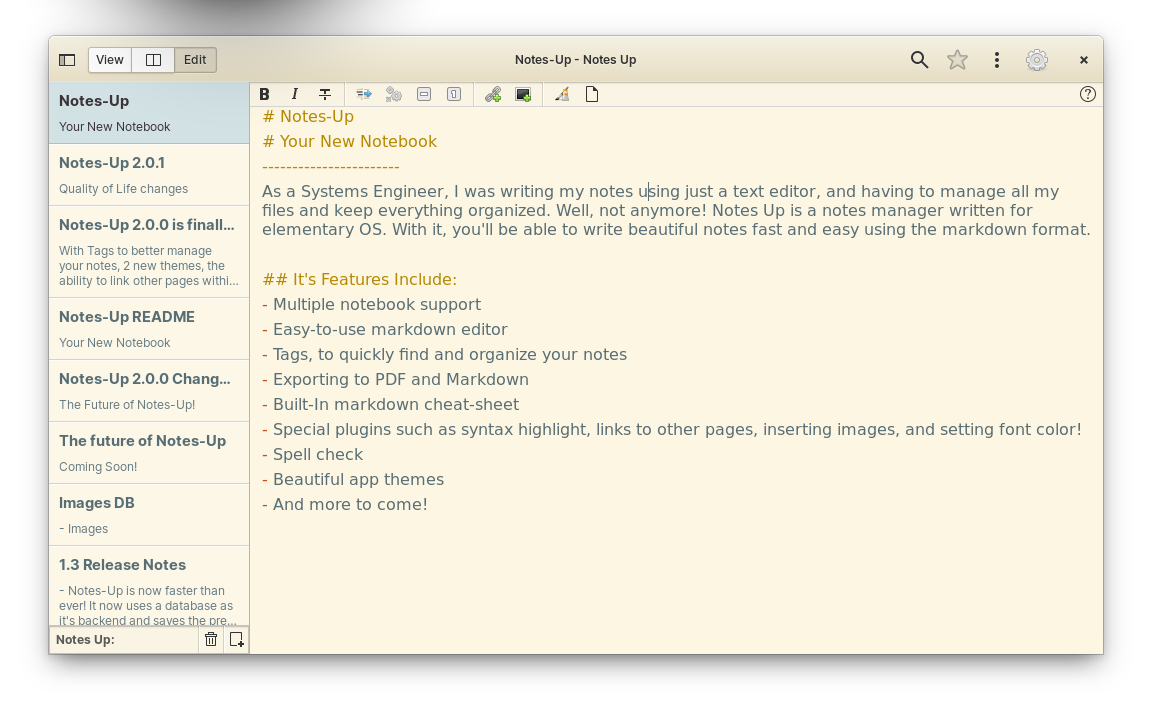 View
Edit
Notes-Up - Notes Up
Notes-Up
Your New Notebook
Notes-Up 2.0.1
Quality of Life changes
Notes-Up 2.0.0 is finall...
With Tags to better manage
your notes, 2 new themes, the
ability to link other pages withi...
Notes-Up README
Your New Notebook
Notes-Up 2.0.0 Chang...
The Future of Notes-Up!
The future of Notes-Up
Coming Soon!
Images DB
- Images
1.3 Release Notes
- Notes-Up is now faster than
ever! It now uses a database as
it's backend and saves the pre...
Notes Up:
B I T
# Notes-Up
# Your New Notebook
-----------------------
As a Systems Engineer, I was writing my notes using just a text editor, and having to manage all my
files and keep everything organized. Well, not anymore! Notes Up is a notes manager written for
elementary OS. With it, you'll be able to write beautiful notes fast and easy using the markdown format.
## It's Features Include:
- Multiple notebook support
- Easy-to-use markdown editor
- Tags, to quickly find and organize your notes
- Exporting to PDF and Markdown
- Built-In markdown cheat-sheet
- Special plugins such as syntax highlight, links to other pages, inserting images, and setting font color!
- Spell check
- Beautiful app themes
- And more to come!